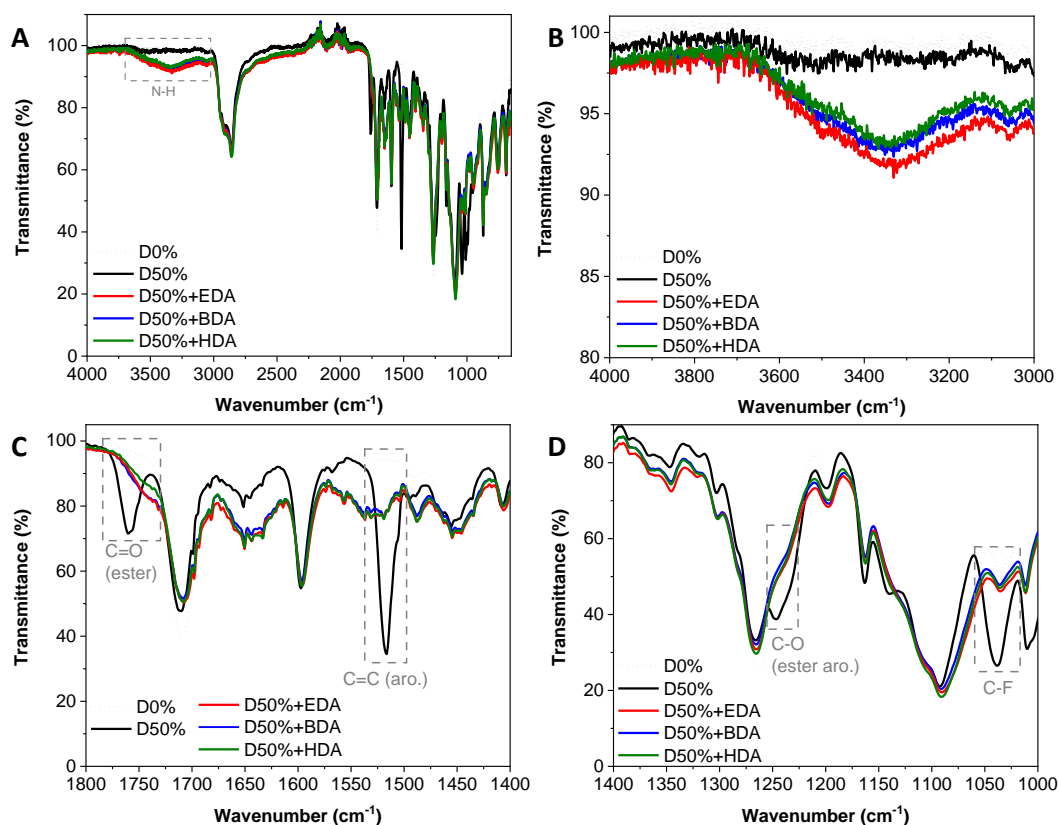 A
Transmittance (%)
100
80
60
40
20
0
N-H
D0%
D50%
D50%+EDA
D50%+BDA
D50%+HDA
4000 3500 3000 2500 2000 1500 1000
Wavenumber (cm⁻¹)
B
Transmittance (%)
100
95
90
85
80
D0%
D50%
D50%+EDA
D50%+BDA
D50%+HDA
4000 3800 3600 3400 3200 3000
Wavenumber (cm⁻¹)
C
Transmittance (%)
100
80
60
40
20
0
C=O
(ester)
C=C (aro.)
D0%
D50%
D50%+EDA
D50%+BDA
D50%+HDA
1800 1750 1700 1650 1600 1550 1500 1450 1400
Wavenumber (cm⁻¹)
D
Transmittance (%)
80
60
40
20
0
C-O
(ester aro.)
C-F
D0%
D50%
D50%+EDA
D50%+BDA
D50%+HDA
1400 1350 1300 1250 1200 1150 1100 1050 1000
Wavenumber (cm⁻¹)